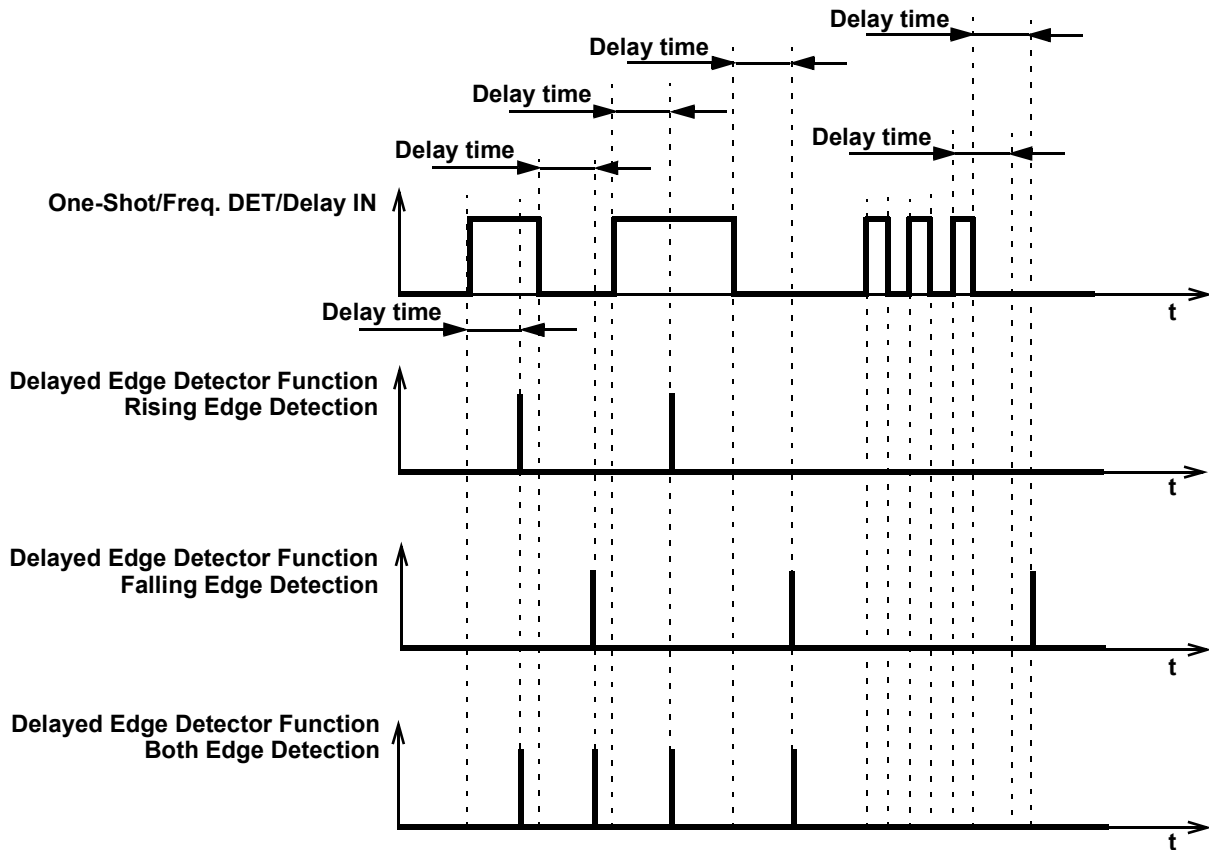 Delay time
Delay time
Delay time
Delay time
Delay time
One-Shot/Freq. DET/Delay IN
t
Delay time
Delayed Edge Detector Function
Rising Edge Detection
t
Delayed Edge Detector Function
Falling Edge Detection
t
Delayed Edge Detector Function
Both Edge Detection
t